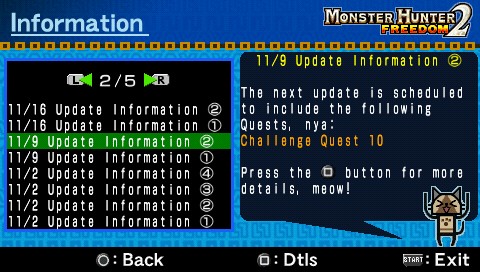 Information
MONSTER HUNTER
FREEDOM 2
L 2/5 R
11/16 Update Information ②
11/16 Update Information ①
11/9 Update Information ②
11/9 Update Information ①
11/2 Update Information ④
11/2 Update Information ③
11/2 Update Information ②
11/2 Update Information ①
11/9 Update Information ②
The next update is scheduled
to include the following
Quests, nya:
Challenge Quest 10
Press the button for more
details, meow!
: Back
: Dtls
START: Exit